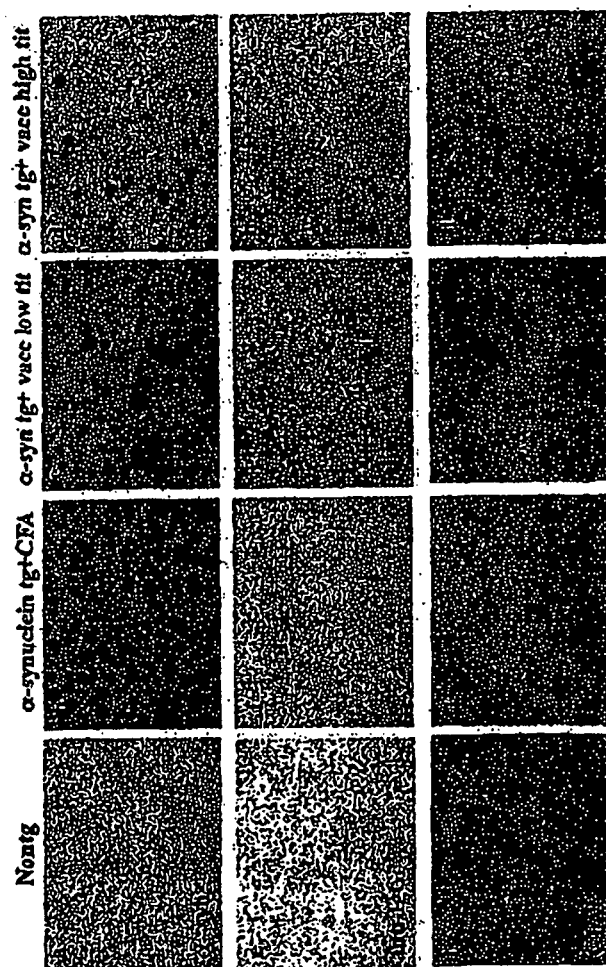 Nontg
α-synuclein tg+CFA
α-syn tg+ vacc low tit
α-syn tg+ vacc high tit